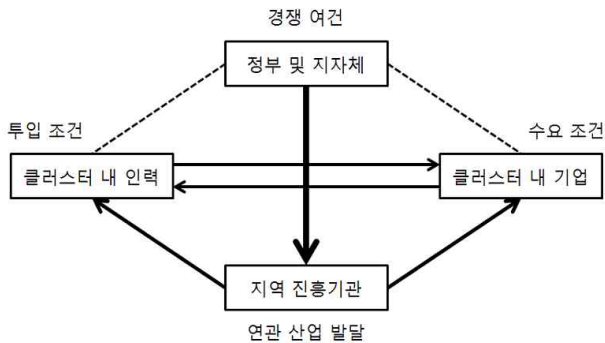 경쟁 여건
정부 및 지자체
투입 조건
수요 조건
클러스터 내 인력
클러스터 내 기업
지역 진흥기관
연관 산업 발달